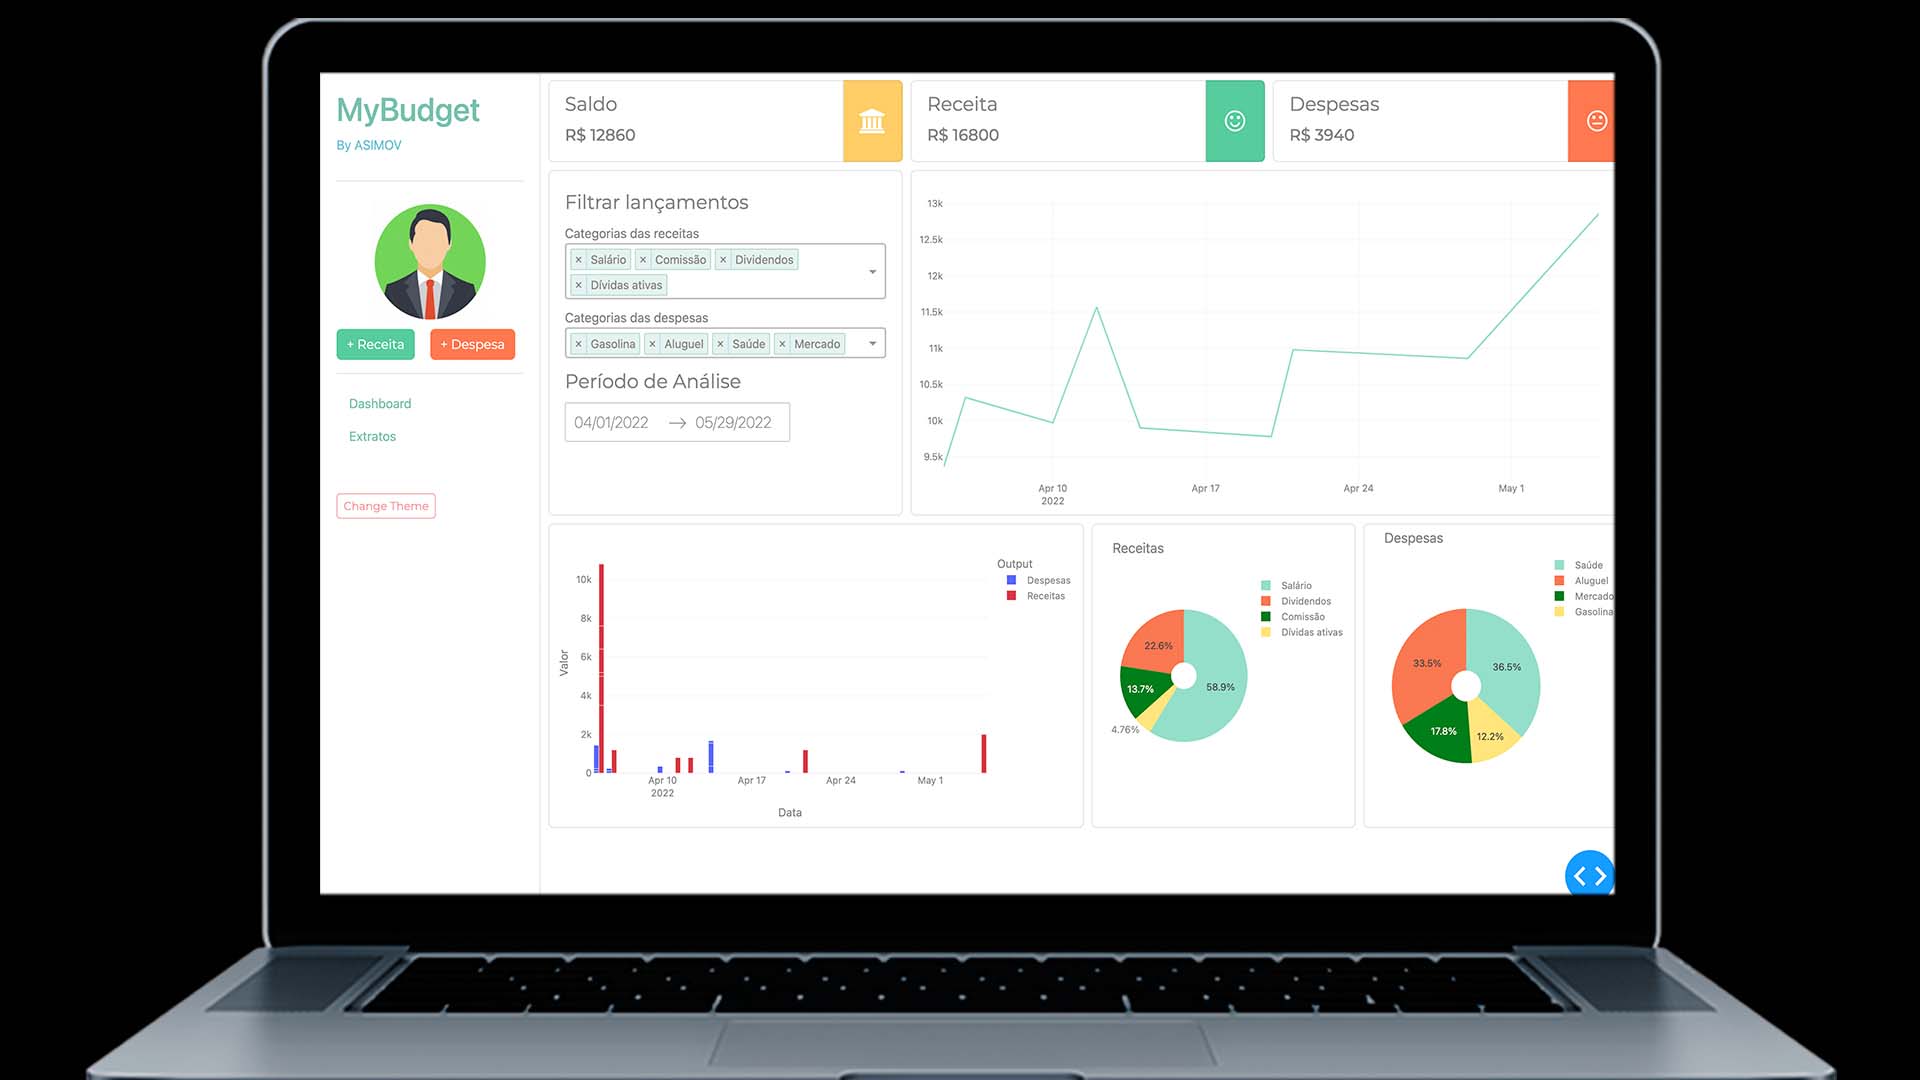 MyBudget
By ASIMOV
+ Receita
+ Despesa
Dashboard
Extratos
Change Theme
Saldo
R$ 12860
Receita
R$ 16800
Despesas
R$ 3940
Filtrar lançamentos
Categorias das receitas
× Salário × Comissão × Dividendos
× Dívidas ativas
Categorias das despesas
× Gasolina × Aluguel × Saúde × Mercado
Período de Análise
04/01/2022 → 05/29/2022
13k
12.5k
12k
11.5k
11k
10.5k
10k
9.5k
Apr 10 Apr 17 Apr 24 May 1
2022
Output
Despesas
Receitas
10k
8k
6k
4k
2k
0
Valor
Apr 10 Apr 17 Apr 24 May 1
2022
Data
Receitas
Salário
Dividendos
Comissão
Dívidas ativas
22.6%
58.9%
13.7%
4.76%
Despesas
Saúde
Aluguel
Mercado
Gasolina
33.5%
36.5%
17.8%
12.2%